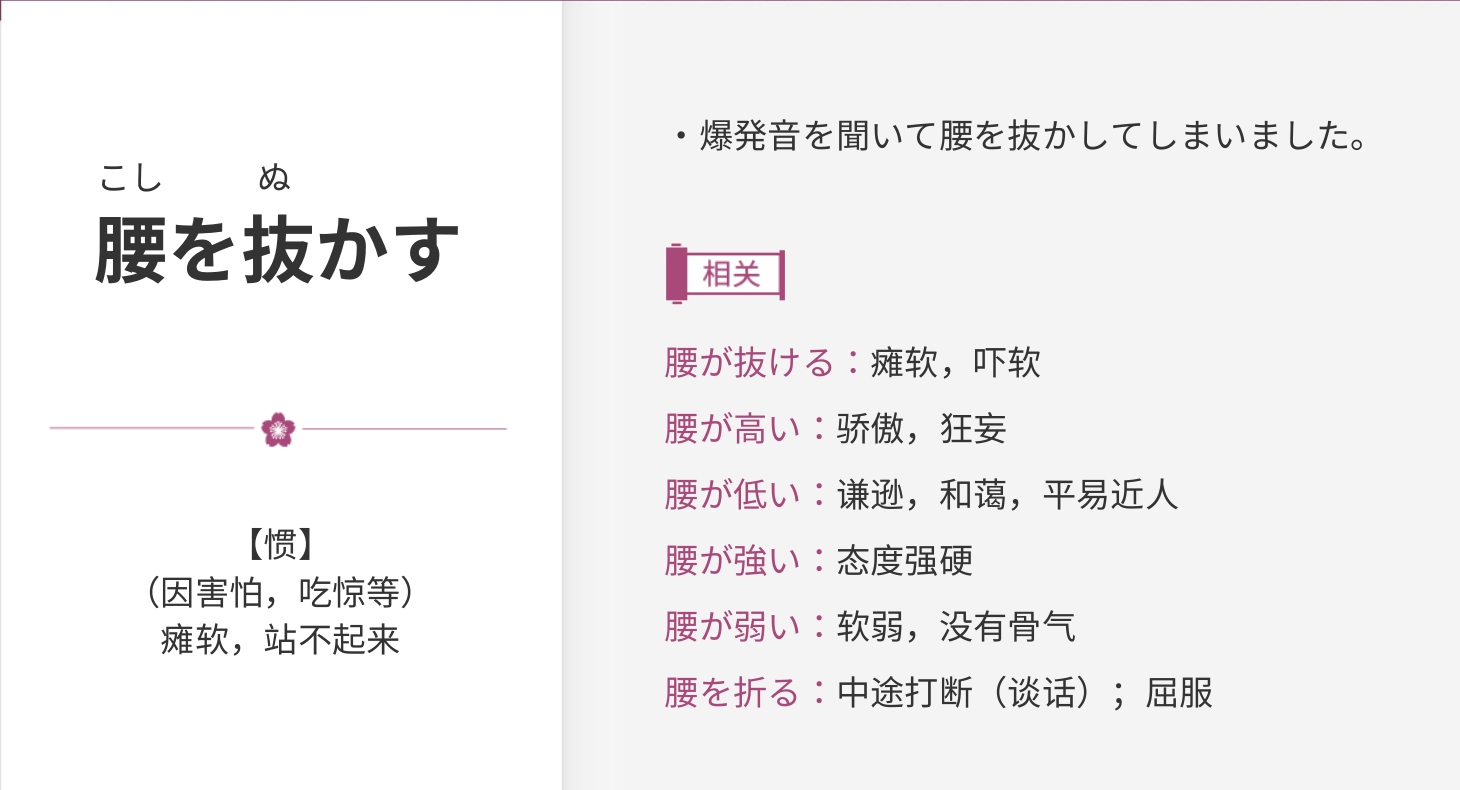 こし ぬ
腰を抜かす
【惯】
（因害怕，吃惊等）
瘫软，站不起来
・爆発音を聞いて腰を抜かしてしまいました。
相关
腰が抜ける：瘫软，吓软
腰が高い：骄傲，狂妄
腰が低い：谦逊，和蔼，平易近人
腰が強い：态度强硬
腰が弱い：软弱，没有骨气
腰を折る：中途打断（谈话）；屈服